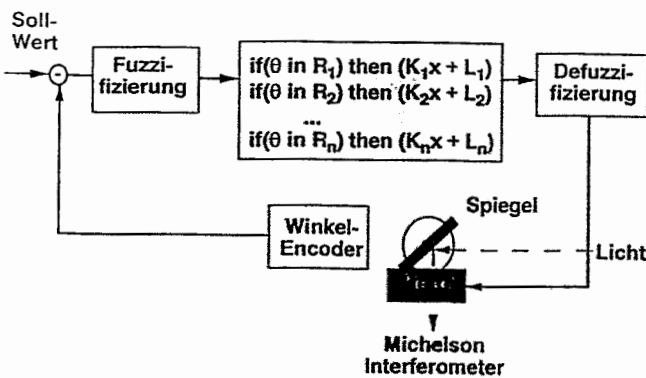 Soll-
Wert
Fuzzi-
fizierung
if(θ in R₁) then (K₁x + L₁)
if(θ in R₂) then (K₂x + L₂)
...
if(θ in Rₙ) then (Kₙx + Lₙ)
Defuzzi-
fizierung
Winkel-
Encoder
Spiegel
Licht
Michelson
Interferometer